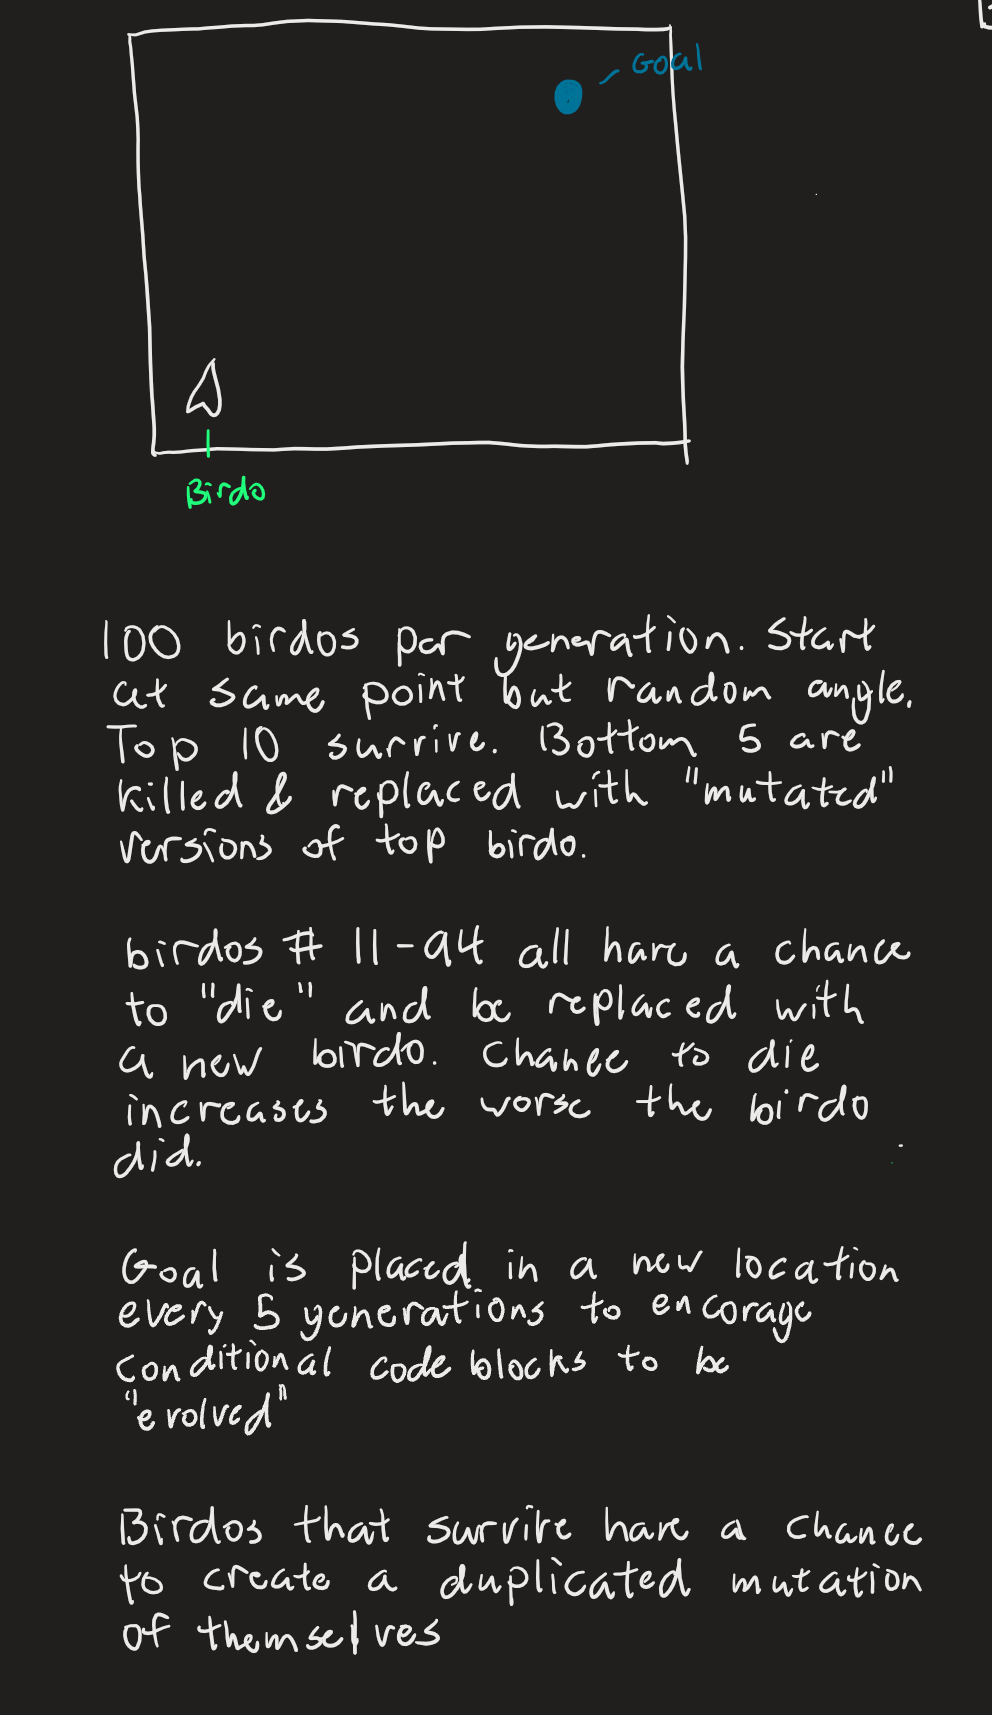 Goal
Birdo
100 birdos per generation. Start
at same point but random angle.
Top 10 survive. Bottom 5 are
killed & replaced with "mutated"
versions of top birdo.
birdos # 11-94 all have a chance
to "die" and be replaced with
a new birdo. Chance to die
increases the worse the birdo
did.
Goal is placed in a new location
every 5 generations to encorage
conditional code blocks to be
"evolved"
Birdos that survive have a chance
to create a duplicated mutation
of themselves